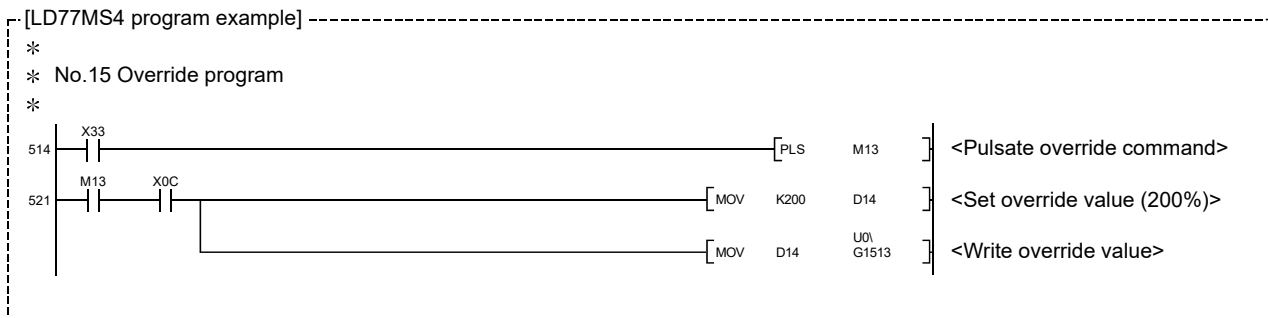 [LD77MS4 program example]
*
* No.15 Override program
*
X33
514 PLS M13 <Pulsate override command>
M13 X0C
521 MOV K200 D14 <Set override value (200%)>
U0\
MOV D14 G1513 <Write override value>